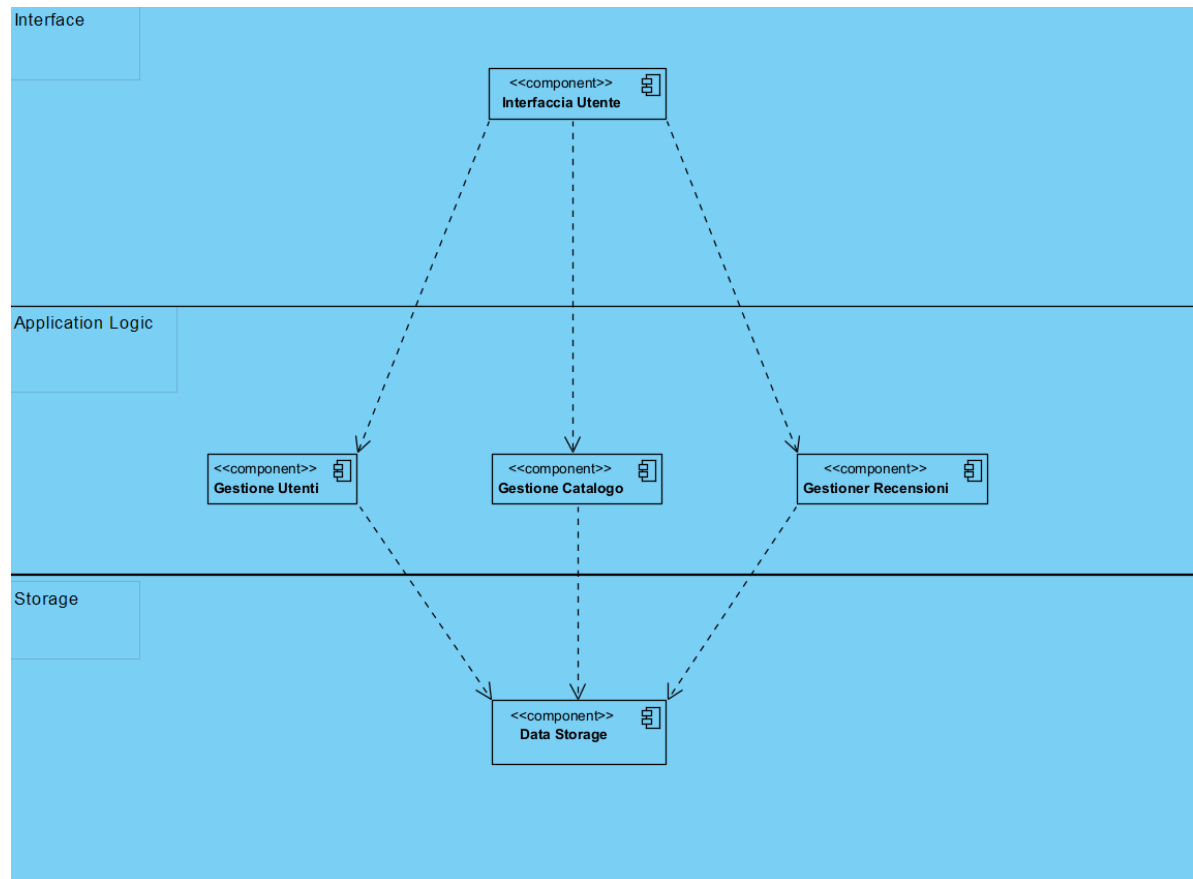 Interface
<<component>>
Interfaccia Utente
Application Logic
<<component>>
Gestione Utenti
<<component>>
Gestione Catalogo
<<component>>
Gestioner Recensioni
Storage
<<component>>
Data Storage